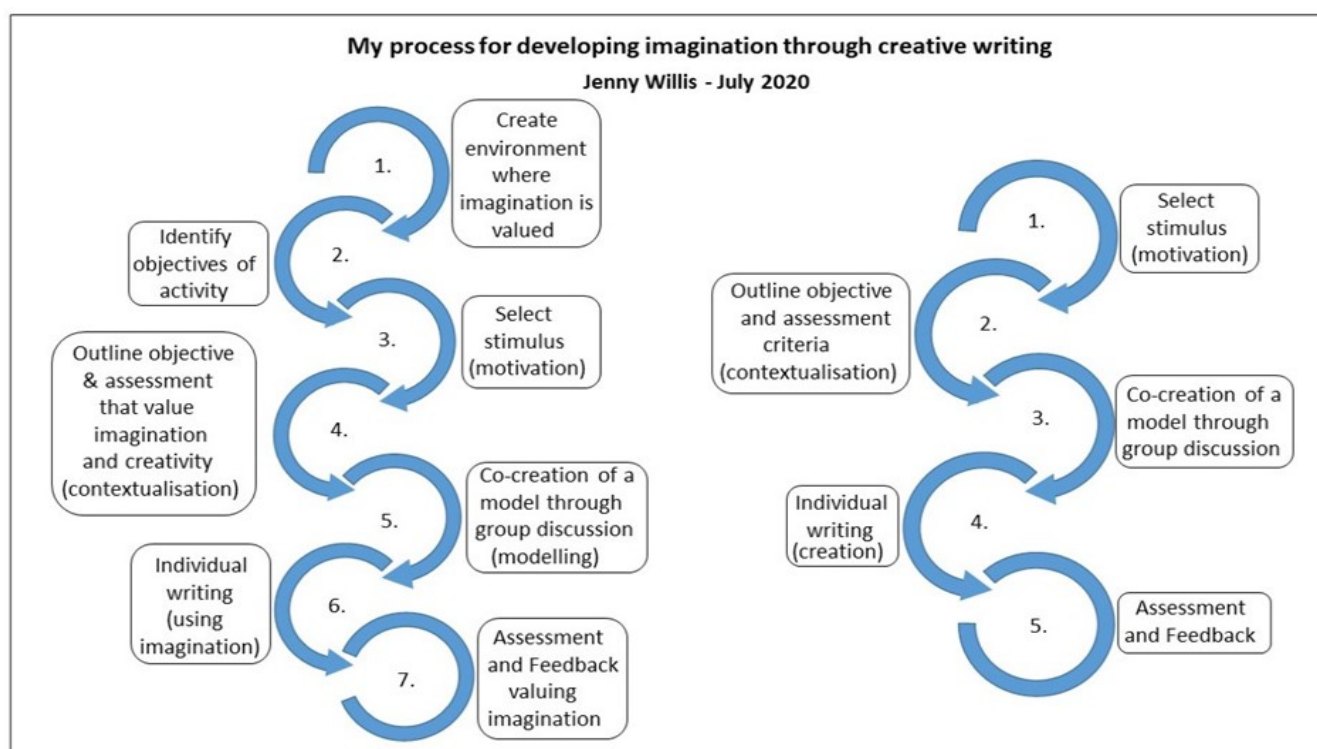 My process for developing imagination through creative writing
Jenny Willis - July 2020
1.
Create
environment
where
imagination is
valued
2.
Identify
objectives of
activity
3.
Select
stimulus
(motivation)
4.
Outline objective
& assessment
that value
imagination
and creativity
(contextualisation)
5.
Co-creation of a
model through
group discussion
(modelling)
6.
Individual
writing
(using
imagination)
7.
Assessment
and Feedback
valuing
imagination
1.
Select
stimulus
(motivation)
2.
Outline objective
and assessment
criteria
(contextualisation)
3.
Co-creation of a
model through
group discussion
4.
Individual
writing
(creation)
5.
Assessment
and Feedback